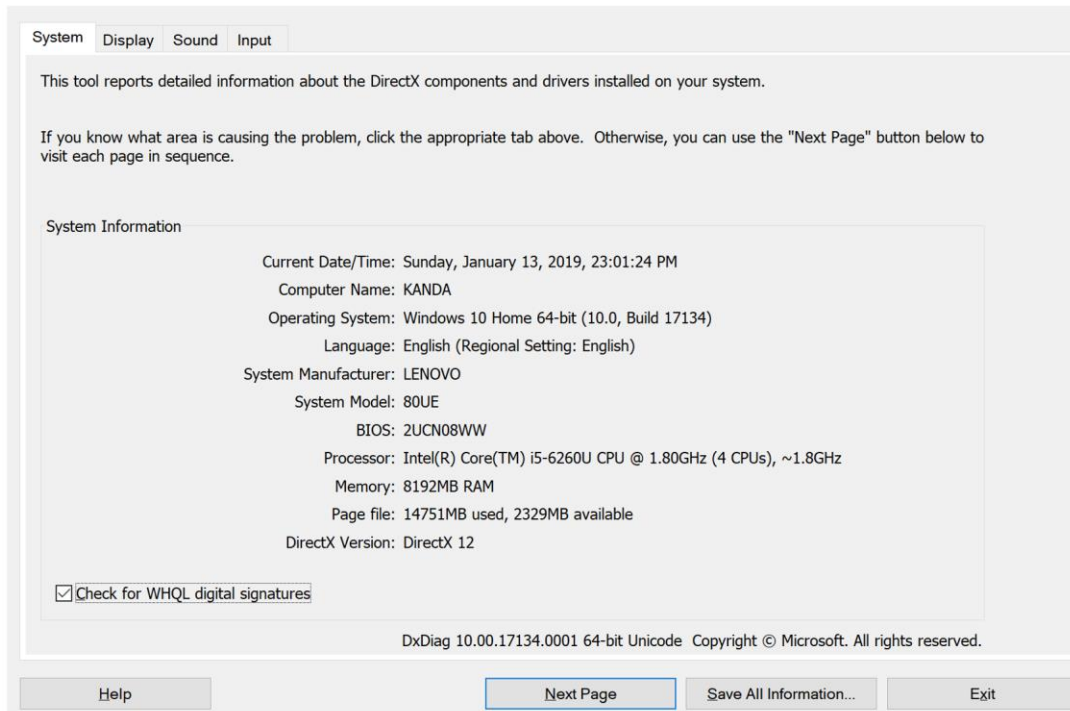 System Display Sound Input
This tool reports detailed information about the DirectX components and drivers installed on your system.
If you know what area is causing the problem, click the appropriate tab above.  Otherwise, you can use the "Next Page" button below to
visit each page in sequence.
System Information
Current Date/Time: Sunday, January 13, 2019, 23:01:24 PM
Computer Name: KANDA
Operating System: Windows 10 Home 64-bit (10.0, Build 17134)
Language: English (Regional Setting: English)
System Manufacturer: LENOVO
System Model: 80UE
BIOS: 2UCN08WW
Processor: Intel(R) Core(TM) i5-6260U CPU @ 1.80GHz (4 CPUs), ~1.8GHz
Memory: 8192MB RAM
Page file: 14751MB used, 2329MB available
DirectX Version: DirectX 12
Check for WHQL digital signatures
DxDiag 10.00.17134.0001 64-bit Unicode  Copyright © Microsoft. All rights reserved.
Help Next Page Save All Information... Exit